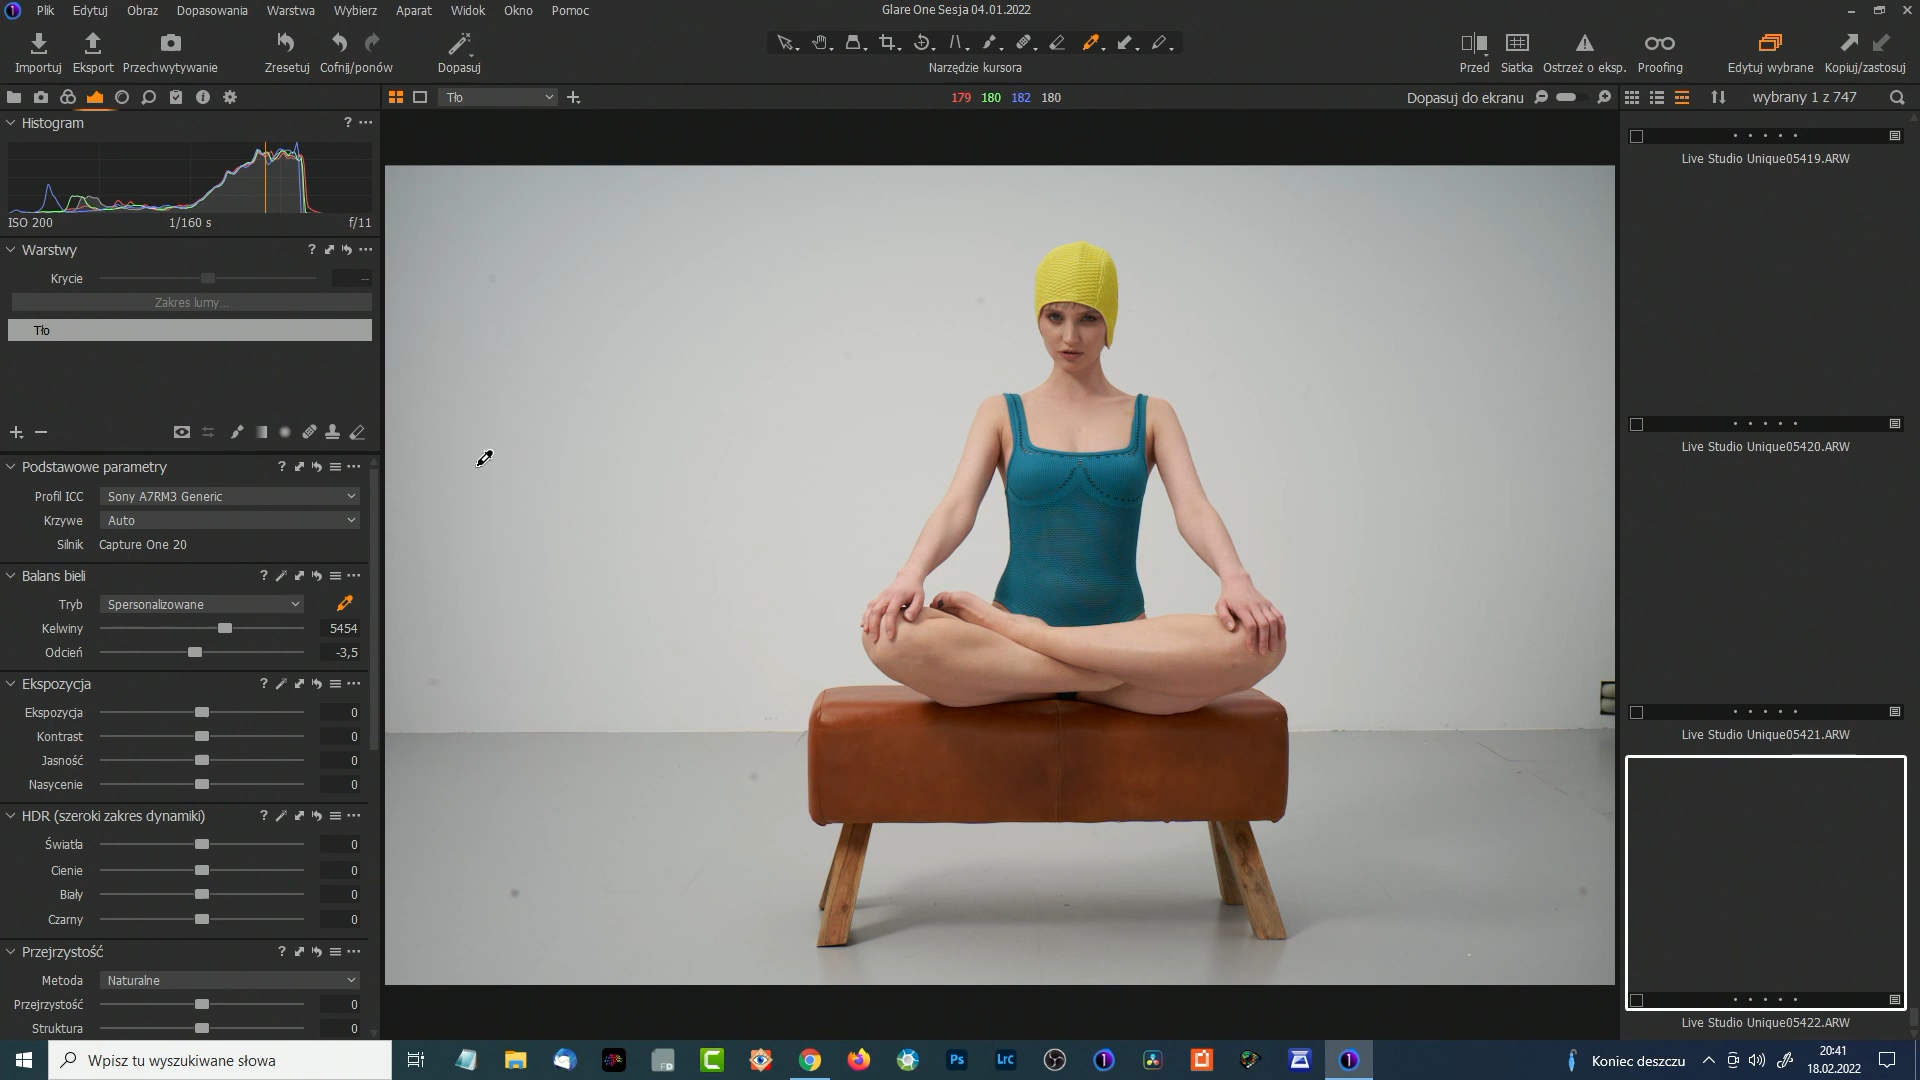 Plik Edytuj Obraz Dopasowania Warstwa Wybierz Aparat Widok Okno Pomoc
Glare One Sesja 04.01.2022
Importuj Eksport Przechwytywanie Zresetuj Cofnij/ponów Dopasuj
Narzędzie kursora
Przed Siatka Ostrzeż o eksp. Proofing Edytuj wybrane Kopiuj/zastosuj
Tło
179 180 182 180
Dopasuj do ekranu
wybrany 1 z 747
Histogram
ISO 200 1/160 s f/11
Warstwy
Krycie --
Zakres lumy...
Tło
Podstawowe parametry
Profil ICC Sony A7RM3 Generic
Krzywe Auto
Silnik Capture One 20
Balans bieli
Tryb Spersonalizowane
Kelwiny 5454
Odcień -3,5
Ekspozycja
Ekspozycja 0
Kontrast 0
Jasność 0
Nasycenie 0
HDR (szeroki zakres dynamiki)
Światła 0
Cienie 0
Biały 0
Czarny 0
Przejrzystość
Metoda Naturalne
Przejrzystość 0
Struktura 0
Live Studio Unique05419.ARW
Live Studio Unique05420.ARW
Live Studio Unique05421.ARW
Live Studio Unique05422.ARW
Wpisz tu wyszukiwane słowa
FD
Ps
Lrc
Koniec deszczu
20:41
18.02.2022